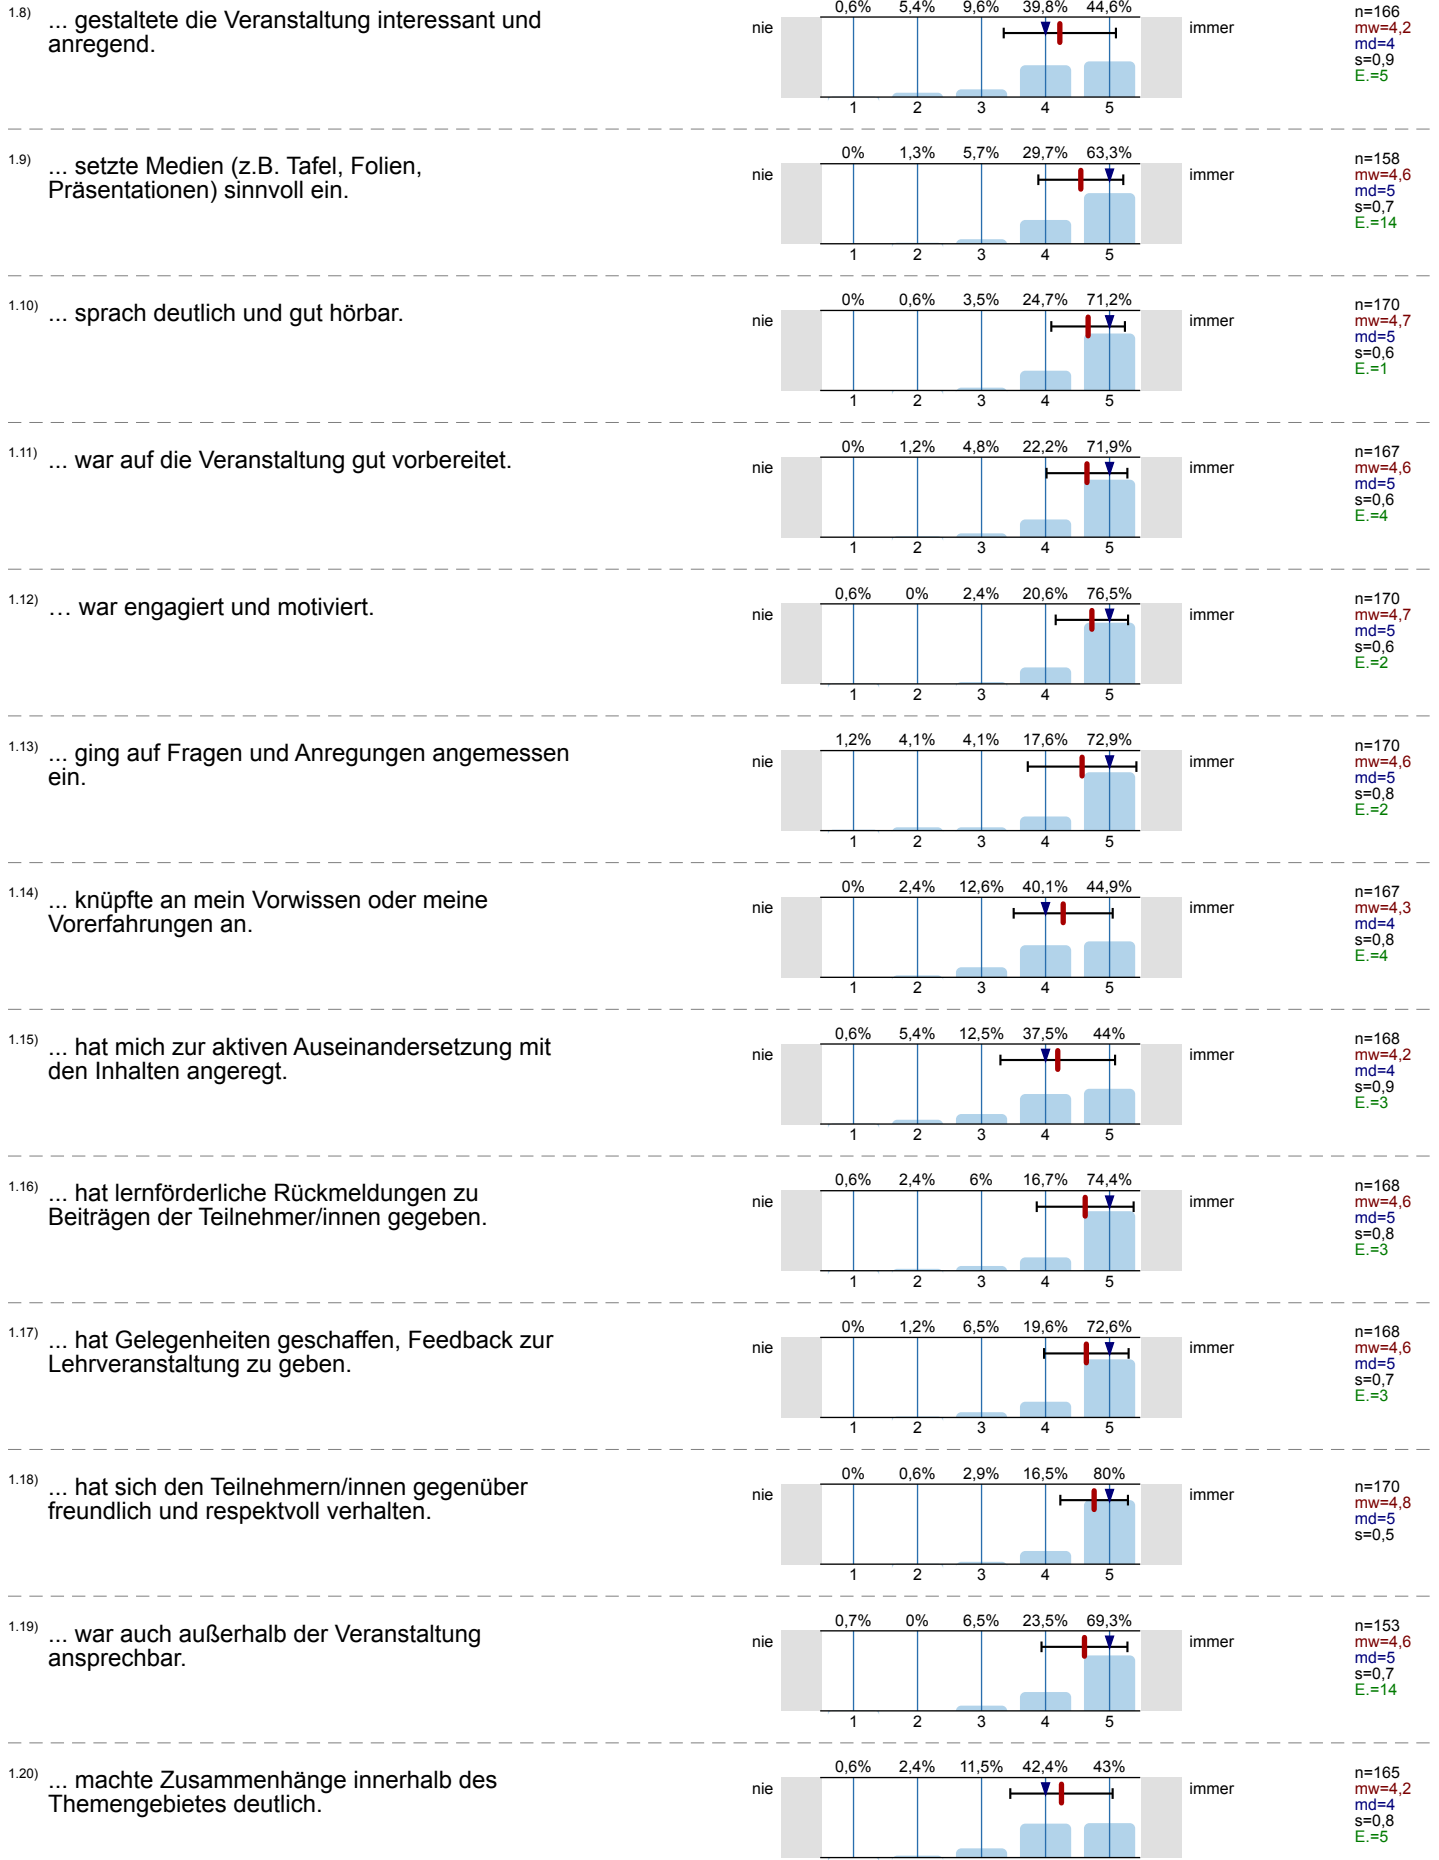 1.8) ... gestaltete die Veranstaltung interessant und
anregend.
0,6% 5,4% 9,6% 39,8% 44,6%
nie immer
1 2 3 4 5
n=166
mw=4,2
md=4
s=0,9
E.=5
1.9) ... setzte Medien (z.B. Tafel, Folien,
Präsentationen) sinnvoll ein.
0% 1,3% 5,7% 29,7% 63,3%
nie immer
1 2 3 4 5
n=158
mw=4,6
md=5
s=0,7
E.=14
1.10) ... sprach deutlich und gut hörbar.
0% 0,6% 3,5% 24,7% 71,2%
nie immer
1 2 3 4 5
n=170
mw=4,7
md=5
s=0,6
E.=1
1.11) ... war auf die Veranstaltung gut vorbereitet.
0% 1,2% 4,8% 22,2% 71,9%
nie immer
1 2 3 4 5
n=167
mw=4,6
md=5
s=0,6
E.=4
1.12) … war engagiert und motiviert.
0,6% 0% 2,4% 20,6% 76,5%
nie immer
1 2 3 4 5
n=170
mw=4,7
md=5
s=0,6
E.=2
1.13) ... ging auf Fragen und Anregungen angemessen
ein.
1,2% 4,1% 4,1% 17,6% 72,9%
nie immer
1 2 3 4 5
n=170
mw=4,6
md=5
s=0,8
E.=2
1.14) ... knüpfte an mein Vorwissen oder meine
Vorerfahrungen an.
0% 2,4% 12,6% 40,1% 44,9%
nie immer
1 2 3 4 5
n=167
mw=4,3
md=4
s=0,8
E.=4
1.15) ... hat mich zur aktiven Auseinandersetzung mit
den Inhalten angeregt.
0,6% 5,4% 12,5% 37,5% 44%
nie immer
1 2 3 4 5
n=168
mw=4,2
md=4
s=0,9
E.=3
1.16) ... hat lernförderliche Rückmeldungen zu
Beiträgen der Teilnehmer/innen gegeben.
0,6% 2,4% 6% 16,7% 74,4%
nie immer
1 2 3 4 5
n=168
mw=4,6
md=5
s=0,8
E.=3
1.17) ... hat Gelegenheiten geschaffen, Feedback zur
Lehrveranstaltung zu geben.
0% 1,2% 6,5% 19,6% 72,6%
nie immer
1 2 3 4 5
n=168
mw=4,6
md=5
s=0,7
E.=3
1.18) ... hat sich den Teilnehmern/innen gegenüber
freundlich und respektvoll verhalten.
0% 0,6% 2,9% 16,5% 80%
nie immer
1 2 3 4 5
n=170
mw=4,8
md=5
s=0,5
1.19) ... war auch außerhalb der Veranstaltung
ansprechbar.
0,7% 0% 6,5% 23,5% 69,3%
nie immer
1 2 3 4 5
n=153
mw=4,6
md=5
s=0,7
E.=14
1.20) ... machte Zusammenhänge innerhalb des
Themengebietes deutlich.
0,6% 2,4% 11,5% 42,4% 43%
nie immer
n=165
mw=4,2
md=4
s=0,8
E.=5